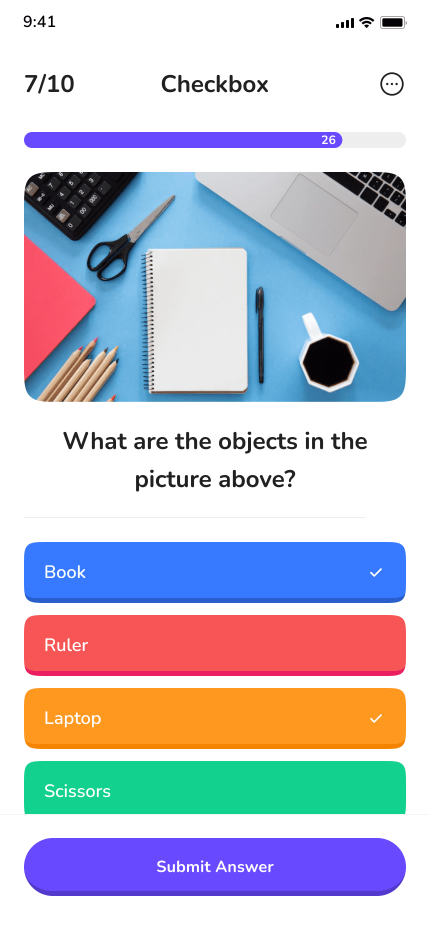 9:41
7/10 Checkbox
26
What are the objects in the
picture above?
Book
Ruler
Laptop
Scissors
Submit Answer